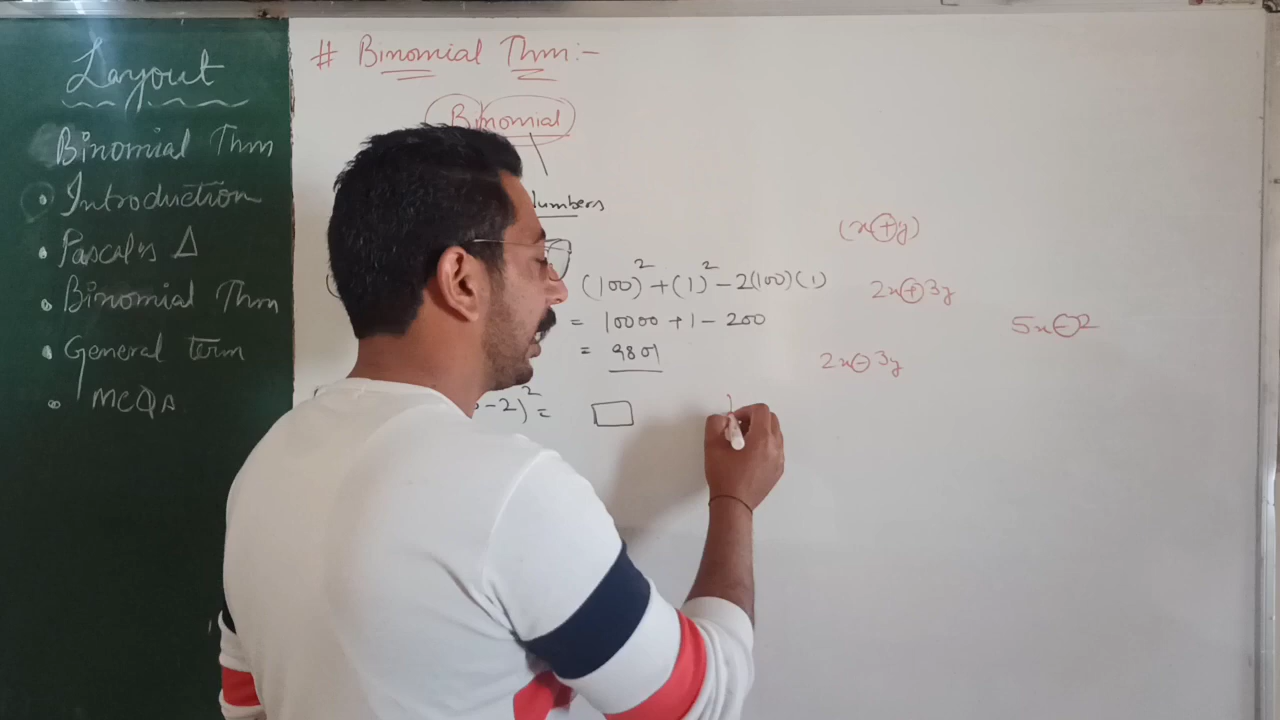 Layout
Binomial Thm
• Introduction
• Pascal's Δ
• Binomial Thm
• General term
• MCQs
# Binomial Thm:-
Binomial
Numbers
(100)² + (1)² - 2(100)(1)
= 10000 + 1 - 200
= 9801
-2)² =
(x+y)
2x+3y
5x-2
2x-3y